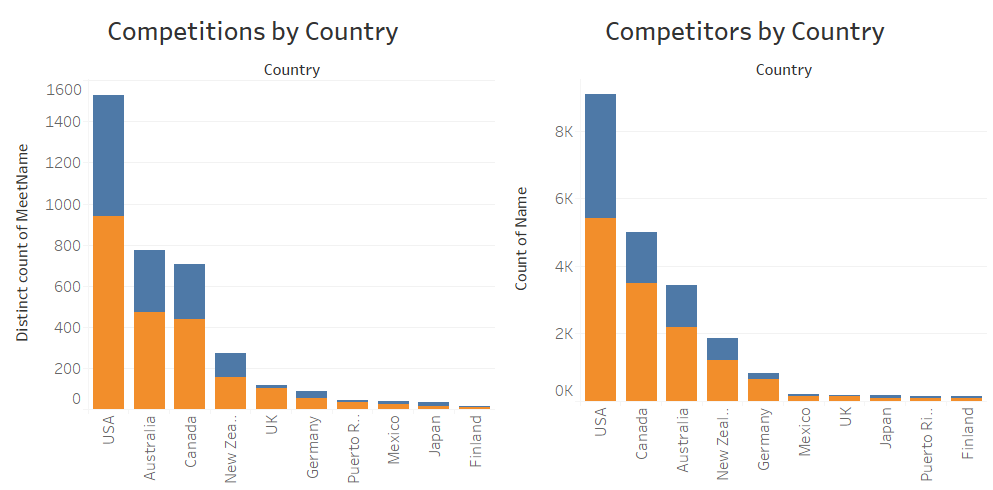 Competitions by Country
Country
Distinct count of MeetName
1600
1400
1200
1000
800
600
400
200
0
USA
Australia
Canada
New Zea..
UK
Germany
Puerto R..
Mexico
Japan
Finland
Competitors by Country
Country
Count of Name
8K
6K
4K
2K
0K
USA
Canada
Australia
New Zeal..
Germany
Mexico
UK
Japan
Puerto Ri..
Finland